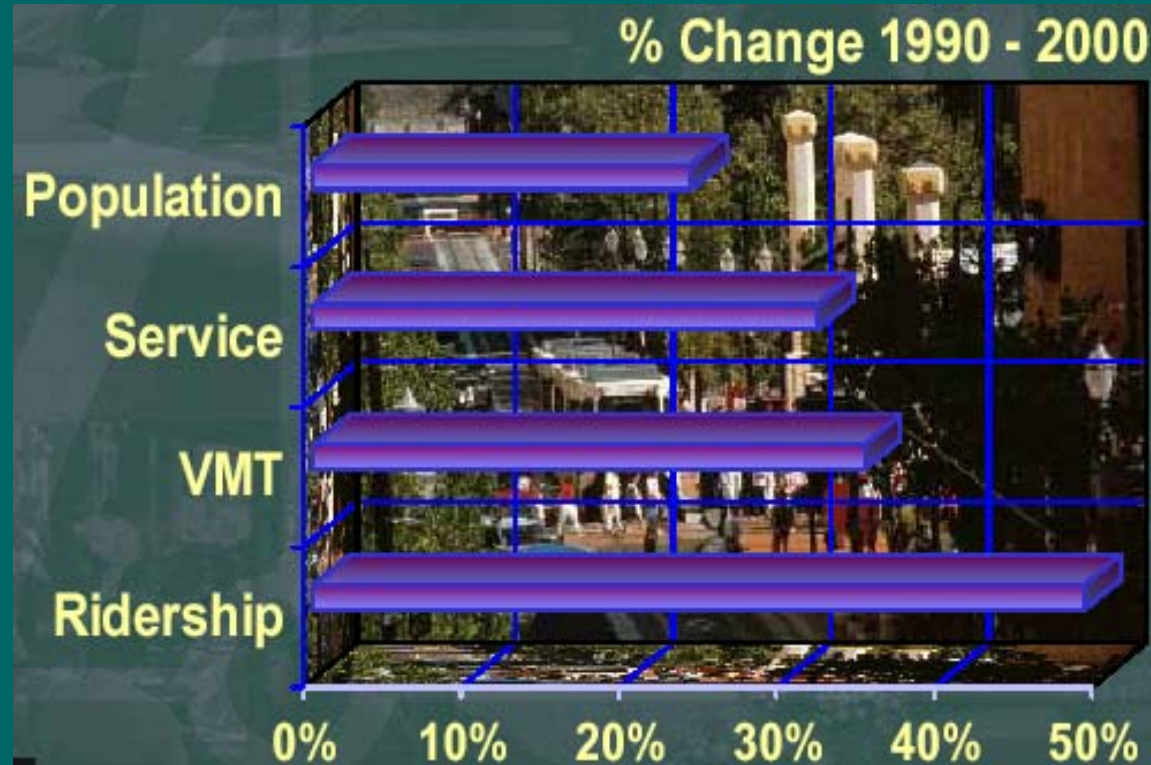 % Change 1990 - 2000
Population
Service
VMT
Ridership
0% 10% 20% 30% 40% 50%